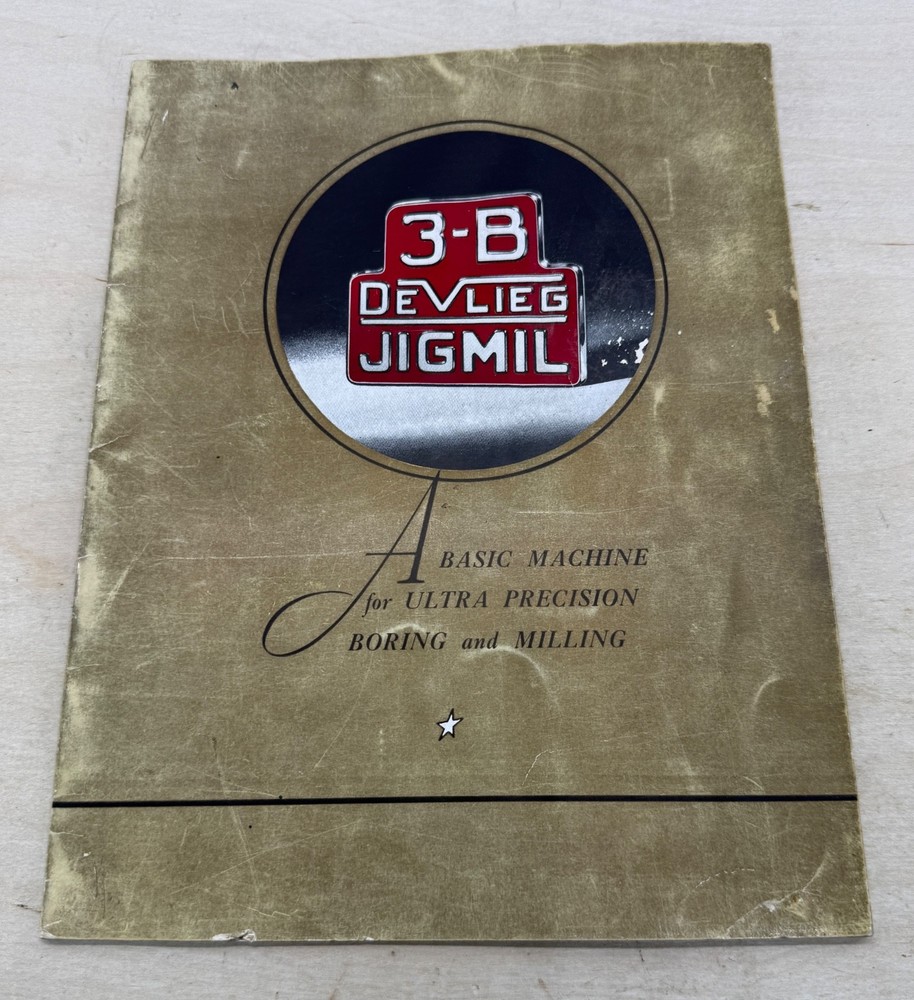 3-B
DEVLIEG
JIGMIL
A BASIC MACHINE
for ULTRA PRECISION
BORING and MILLING